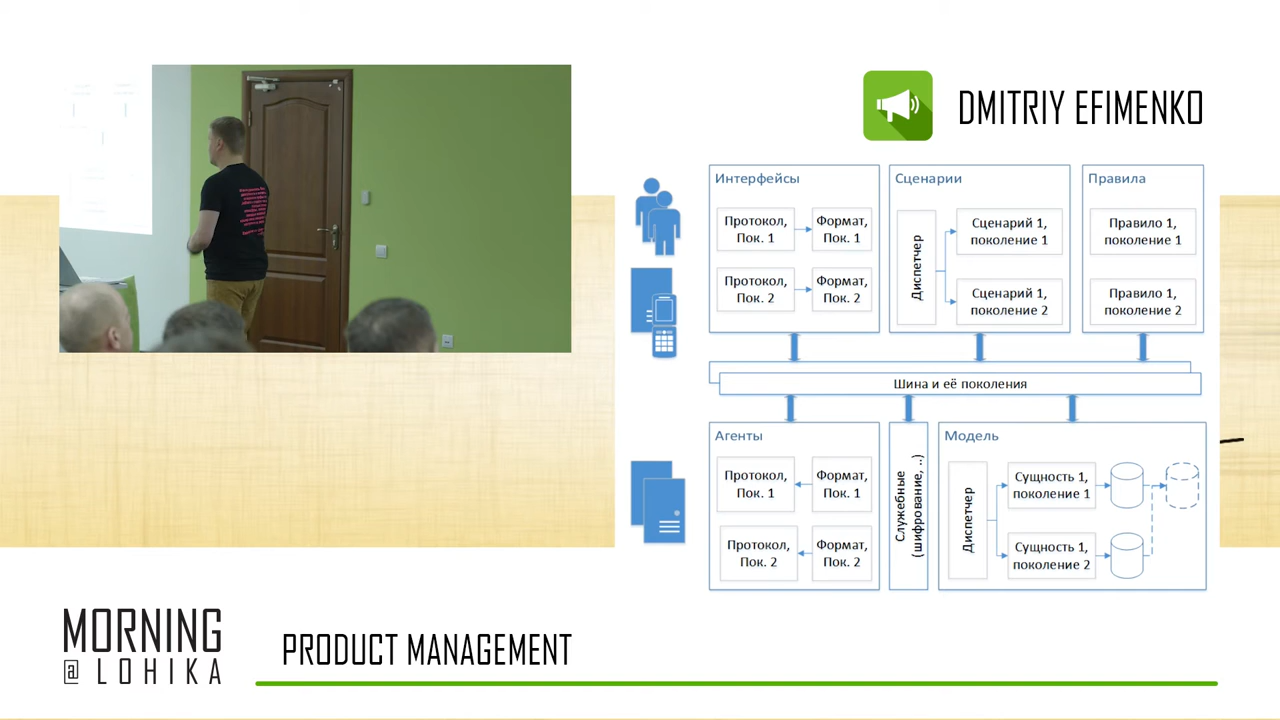 DMITRIY EFIMENKO
Интерфейсы
Протокол,
Пок. 1
Формат,
Пок. 1
Протокол,
Пок. 2
Формат,
Пок. 2
Сценарии
Диспетчер
Сценарий 1,
поколение 1
Сценарий 1,
поколение 2
Правила
Правило 1,
поколение 1
Правило 1,
поколение 2
Шина и её поколения
Агенты
Протокол,
Пок. 1
Формат,
Пок. 1
Протокол,
Пок. 2
Формат,
Пок. 2
Служебные
(шифрование, ..)
Модель
Диспетчер
Сущность 1,
поколение 1
Сущность 1,
поколение 2
MORNING
@ LOHIKA
PRODUCT MANAGEMENT